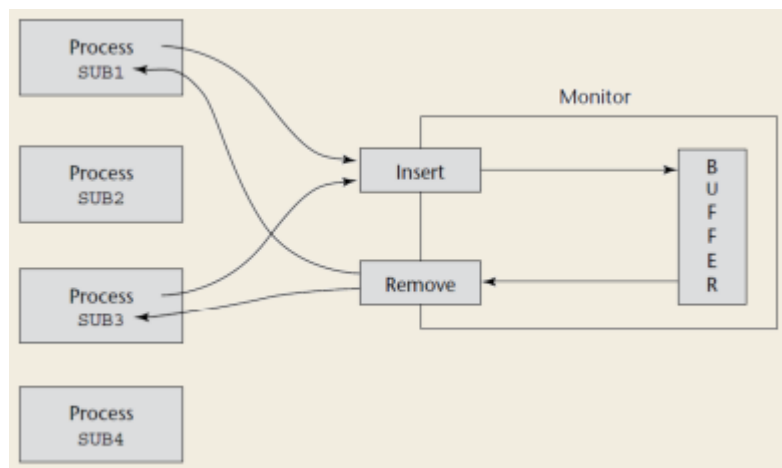 Process
SUB1
Monitor
Process
SUB2
Insert
B
U
F
F
E
R
Process
SUB3
Remove
Process
SUB4